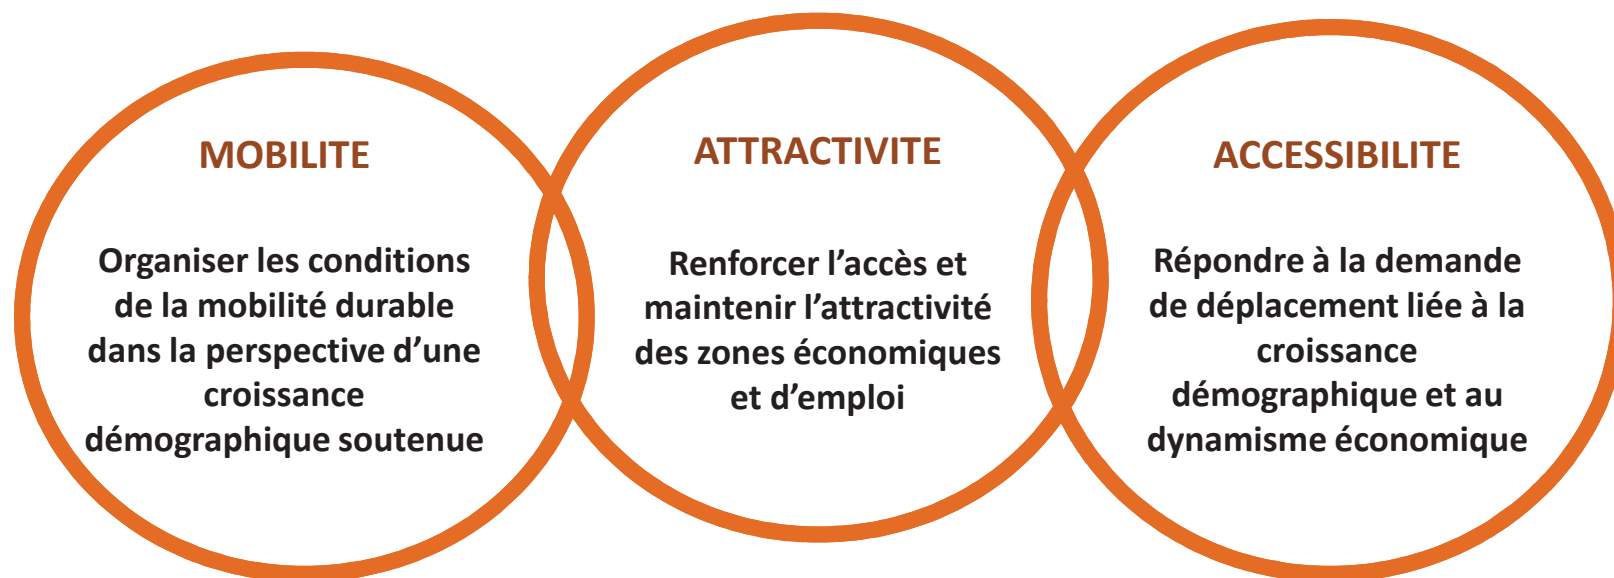 MOBILITE
Organiser les conditions
de la mobilité durable
dans la perspective d’une
croissance
démographique soutenue
ATTRACTIVITE
Renforcer l’accès et
maintenir l’attractivité
des zones économiques
et d’emploi
ACCESSIBILITE
Répondre à la demande
de déplacement liée à la
croissance
démographique et au
dynamisme économique